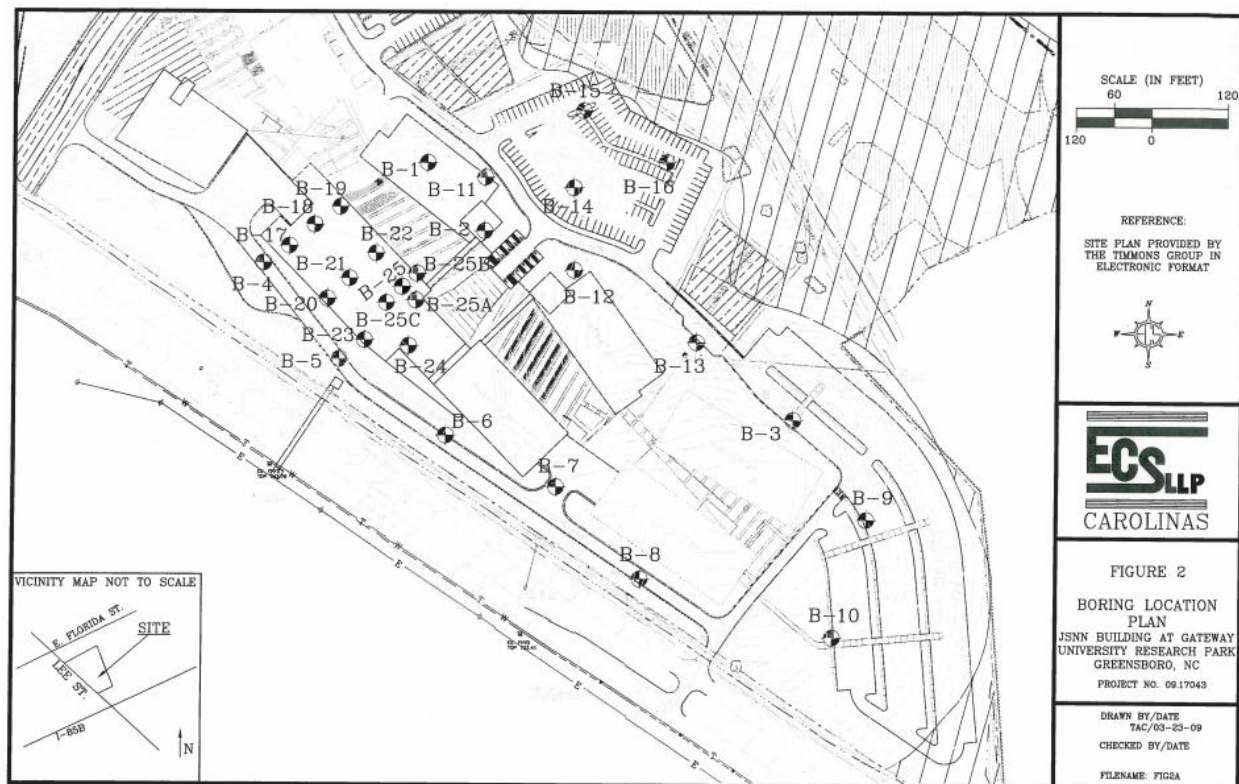 B-15
B-1
B-11
B-16
B-14
B-19
B-18
B-2
B-17
B-22
B-25B
B-21
B-25
B-4
B-12
B-20
B-25A
B-25C
B-23
B-13
B-5
B-24
B-6
B-3
B-7
B-9
B-8
B-10
T
W
E
T
W
E
T
W
E
T
W
E
VICINITY MAP NOT TO SCALE
E. FLORIDA ST.
SITE
LEE ST.
I-85B
N
SCALE (IN FEET)
60 120
120 0
REFERENCE:
SITE PLAN PROVIDED BY
THE TIMMONS GROUP IN
ELECTRONIC FORMAT
N
W E
S
ECS LLP
CAROLINAS
FIGURE 2
BORING LOCATION
PLAN
JSNN BUILDING AT GATEWAY
UNIVERSITY RESEARCH PARK
GREENSBORO, NC
PROJECT NO. 09.17043
DRAWN BY/DATE
TAC/03-23-09
CHECKED BY/DATE
FILENAME: FIG2A